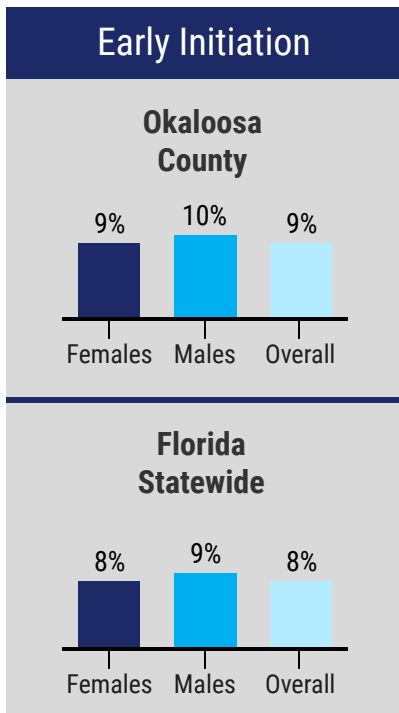 Early Initiation
Okaloosa
County
9% 10% 9%
Females Males Overall
Florida
Statewide
8% 9% 8%
Females Males Overall